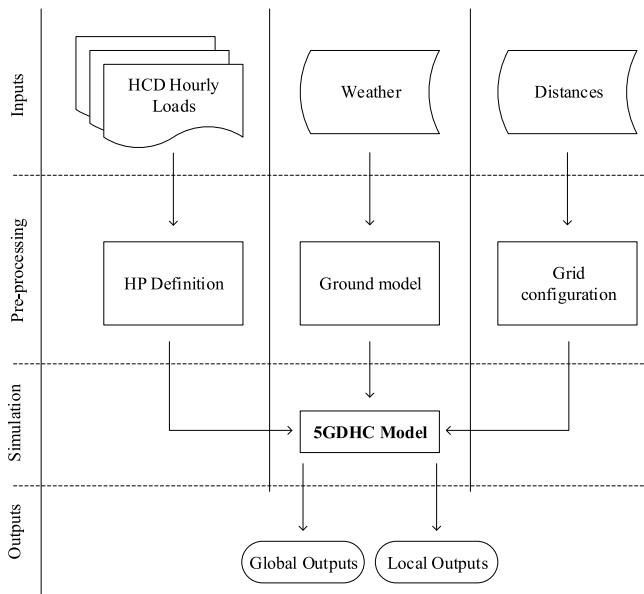 Inputs
HCD Hourly
Loads
Weather
Distances
Pre-processing
HP Definition
Ground model
Grid
configuration
Simulation
5GDHC Model
Outputs
Global Outputs
Local Outputs